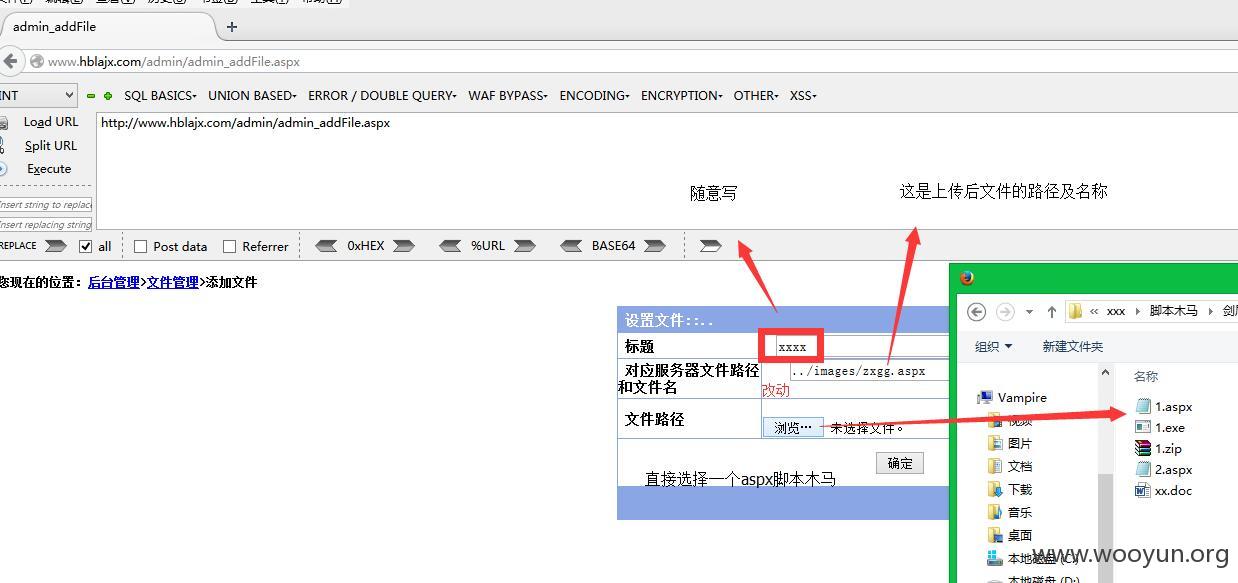 admin_addFile
www.hblajx.com/admin/admin_addFile.aspx
INT SQL BASICS UNION BASED ERROR / DOUBLE QUERY WAF BYPASS ENCODING ENCRYPTION OTHER XSS
Load URL
http://www.hblajx.com/admin/admin_addFile.aspx
Split URL
Execute
随意写
这是上传后文件的路径及名称
Insert string to replace
Insert replacing string
REPLACE all Post data Referrer 0xHEX %URL BASE64
您现在的位置：后台管理>文件管理>添加文件
设置文件::..
标题
xxxx
对应服务器文件路径
和文件名
../images/zxgg.aspx
改动
文件路径
浏览… 未选择文件。
确定
直接选择一个aspx脚本木马
« xxx 脚本木马
组织 新建文件夹
名称
Vampire
视频
图片
文档
下载
音乐
桌面
本地磁盘 (C:)
本地磁盘 (D:)
1.aspx
1.exe
1.zip
2.aspx
xx.doc
www.wooyun.org